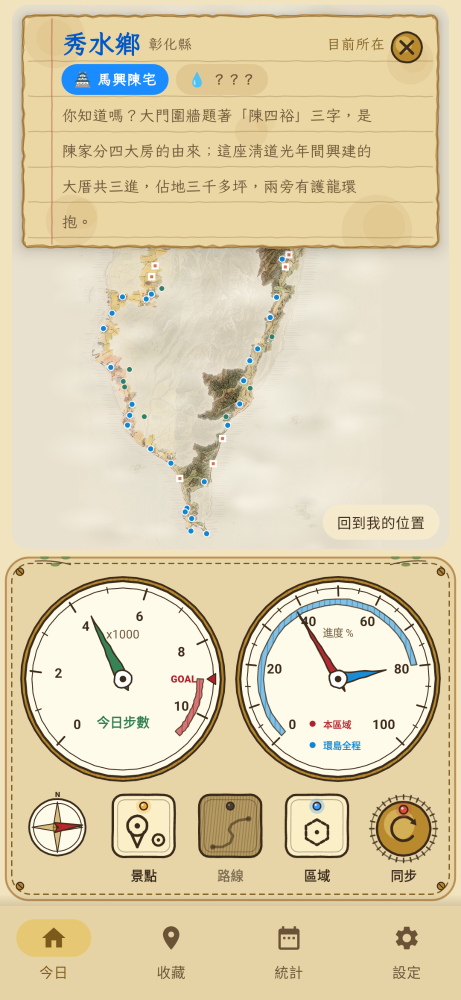 秀水鄉 彰化縣 目前所在
馬興陳宅 ？？？
你知道嗎？大門圍牆題著「陳四裕」三字，是
陳家分四大房的由來；這座清道光年間興建的
大厝共三進，佔地三千多坪，兩旁有護龍環
抱。
回到我的位置
0 2 4 6 8 10
x1000
GOAL
今日步數
0 20 40 60 80 100
進度 %
本區域
環島全程
N
景點 路線 區域 同步
今日 收藏 統計 設定